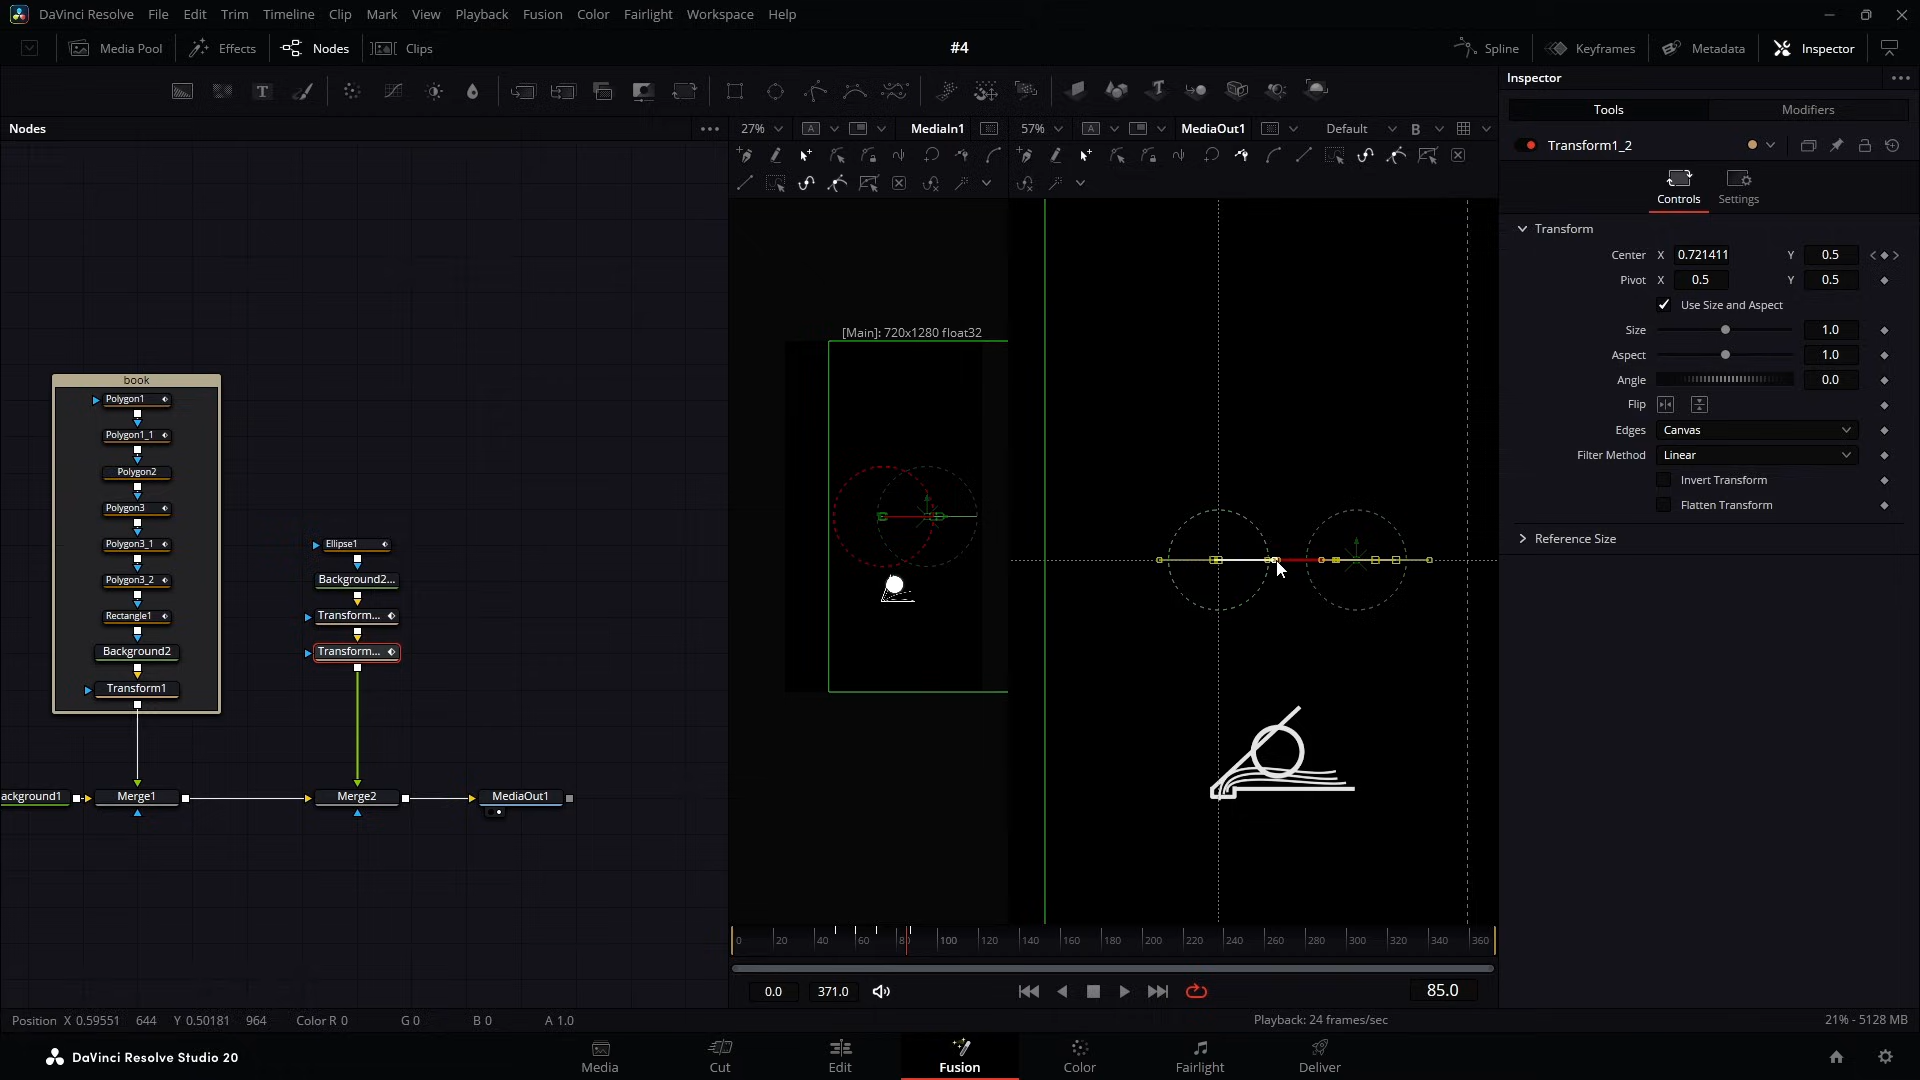 DaVinci Resolve File Edit Trim Timeline Clip Mark View Playback Fusion Color Fairlight Workspace Help
Media Pool Effects Nodes Clips #4 Spline Keyframes Metadata Inspector
Inspector
Tools Modifiers
Nodes 27% A MediaIn1 57% A MediaOut1 Default B
Transform1_2
Controls Settings
Transform
Center X 0.721411 Y 0.5
Pivot X 0.5 Y 0.5
Use Size and Aspect
Size 1.0
Aspect 1.0
Angle 0.0
Flip
Edges Canvas
Filter Method Linear
Invert Transform
Flatten Transform
Reference Size
[Main]: 720x1280 float32
book
Polygon1
Polygon1_1
Polygon2
Polygon3
Polygon3_1
Polygon3_2
Rectangle1
Background2
Transform1
Ellipse1
Background2...
Transform...
Transform...
ackground1 Merge1 Merge2 MediaOut1
0 20 40 60 80 100 120 140 160 180 200 220 240 260 280 300 320 340 360
0.0 371.0 85.0
Position X 0.59551 644 Y 0.50181 964 Color R 0 G 0 B 0 A 1.0 Playback: 24 frames/sec 21% - 5128 MB
DaVinci Resolve Studio 20 Media Cut Edit Fusion Color Fairlight Deliver